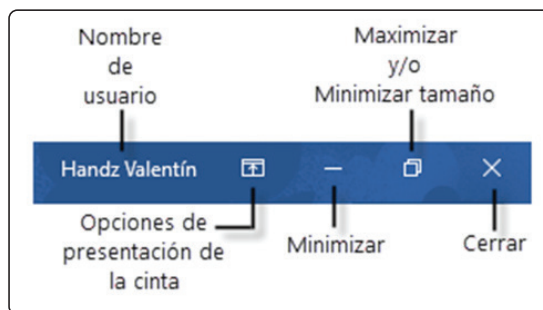 Nombre
de
usuario
Maximizar
y/o
Minimizar tamaño
Handz Valentín
Opciones de
presentación de
la cinta
Minimizar
Cerrar